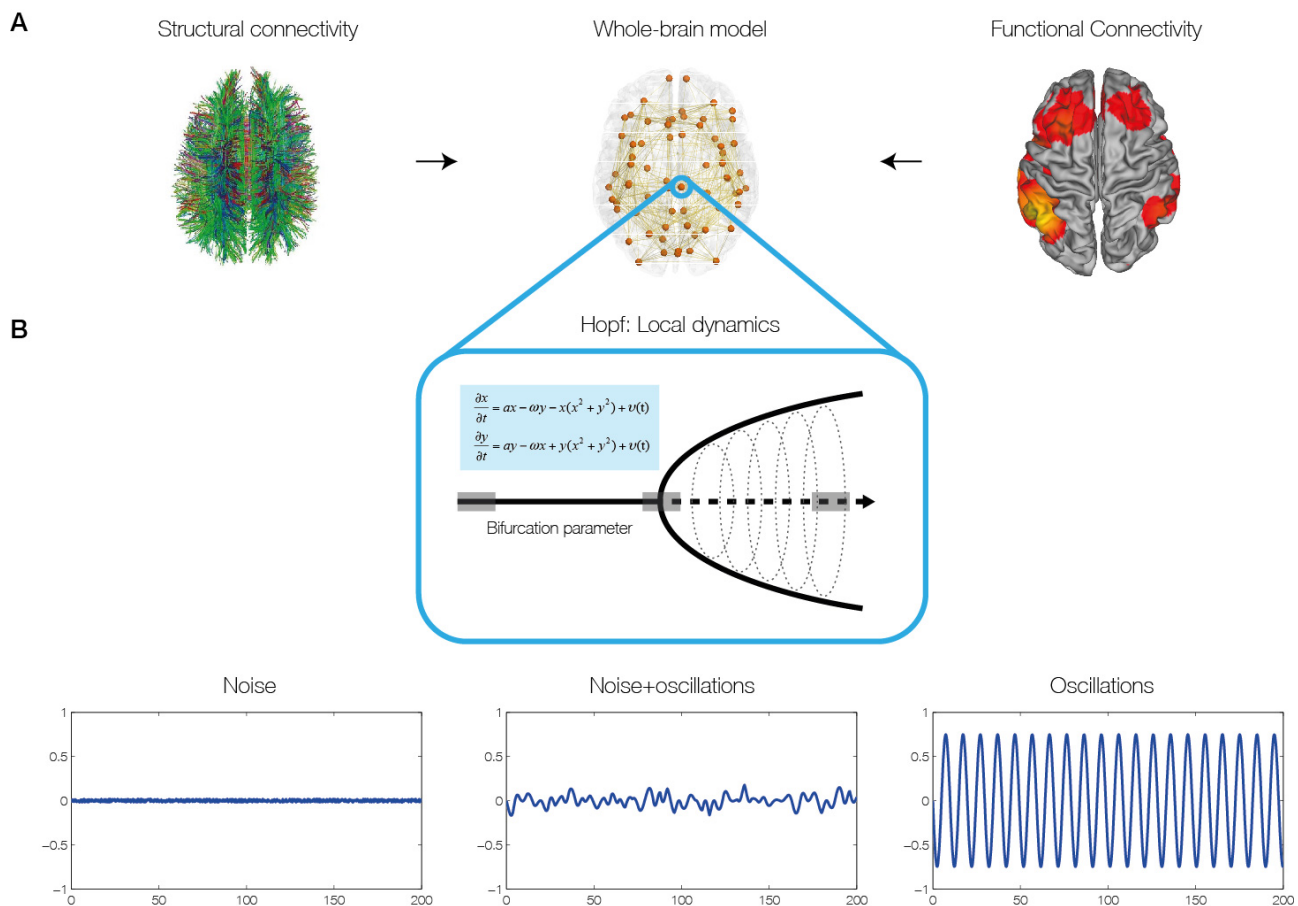 A
Structural connectivity
Whole-brain model
Functional Connectivity
B
Hopf: Local dynamics
∂x/∂t = ax − ωy − x(x² + y²) + υ(t)
∂y/∂t = ay − ωx + y(x² + y²) + υ(t)
Bifurcation parameter
Noise
Noise+oscillations
Oscillations
1
0.5
0
−0.5
−1
0 50 100 150 200
1
0.5
0
−0.5
−1
0 50 100 150 200
1
0.5
0
−0.5
−1
0 50 100 150 200